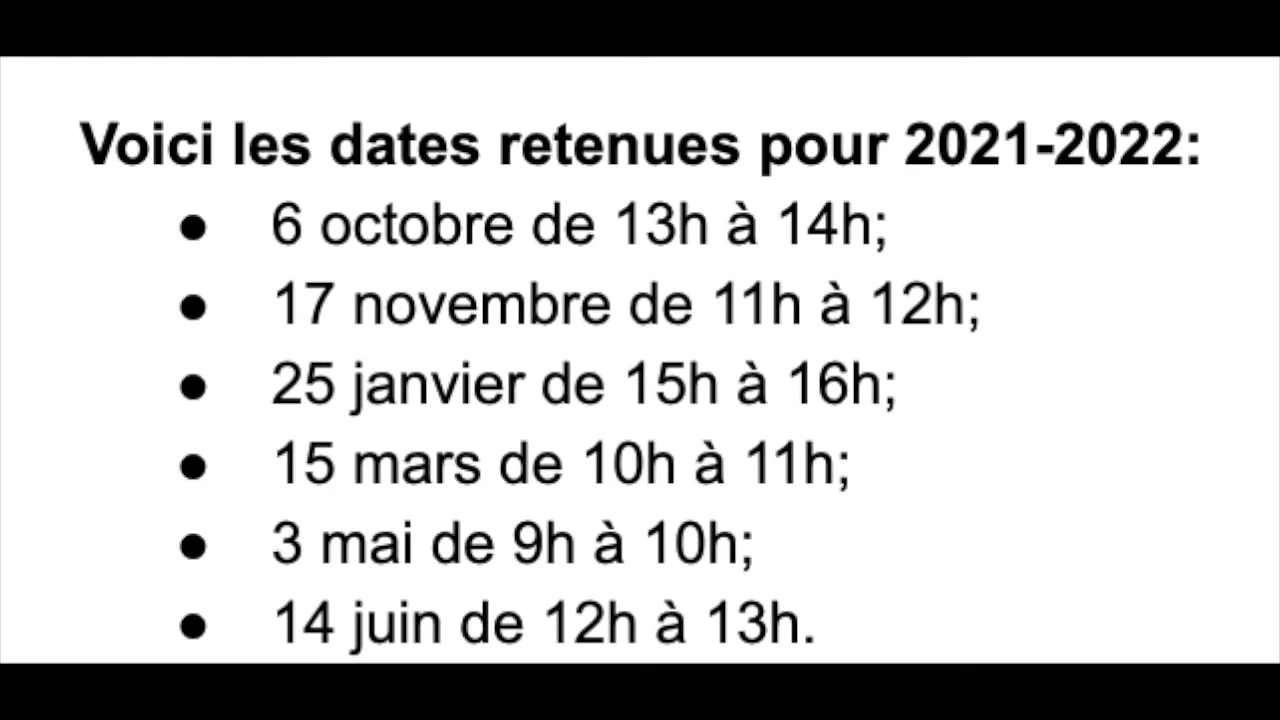 Voici les dates retenues pour 2021-2022:
● 6 octobre de 13h à 14h;
● 17 novembre de 11h à 12h;
● 25 janvier de 15h à 16h;
● 15 mars de 10h à 11h;
● 3 mai de 9h à 10h;
● 14 juin de 12h à 13h.